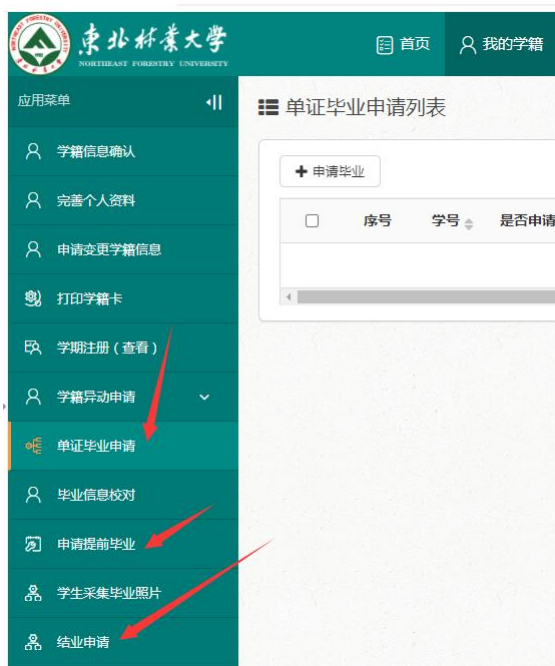 東北林業大學
NORTHEAST FORESTRY UNIVERSITY
首页
我的学籍
应用菜单
单证毕业申请列表
学籍信息确认
申请毕业
完善个人资料
序号 学号 是否申请
申请变更学籍信息
打印学籍卡
学期注册（查看）
学籍异动申请
单证毕业申请
毕业信息校对
申请提前毕业
学生采集毕业照片
结业申请